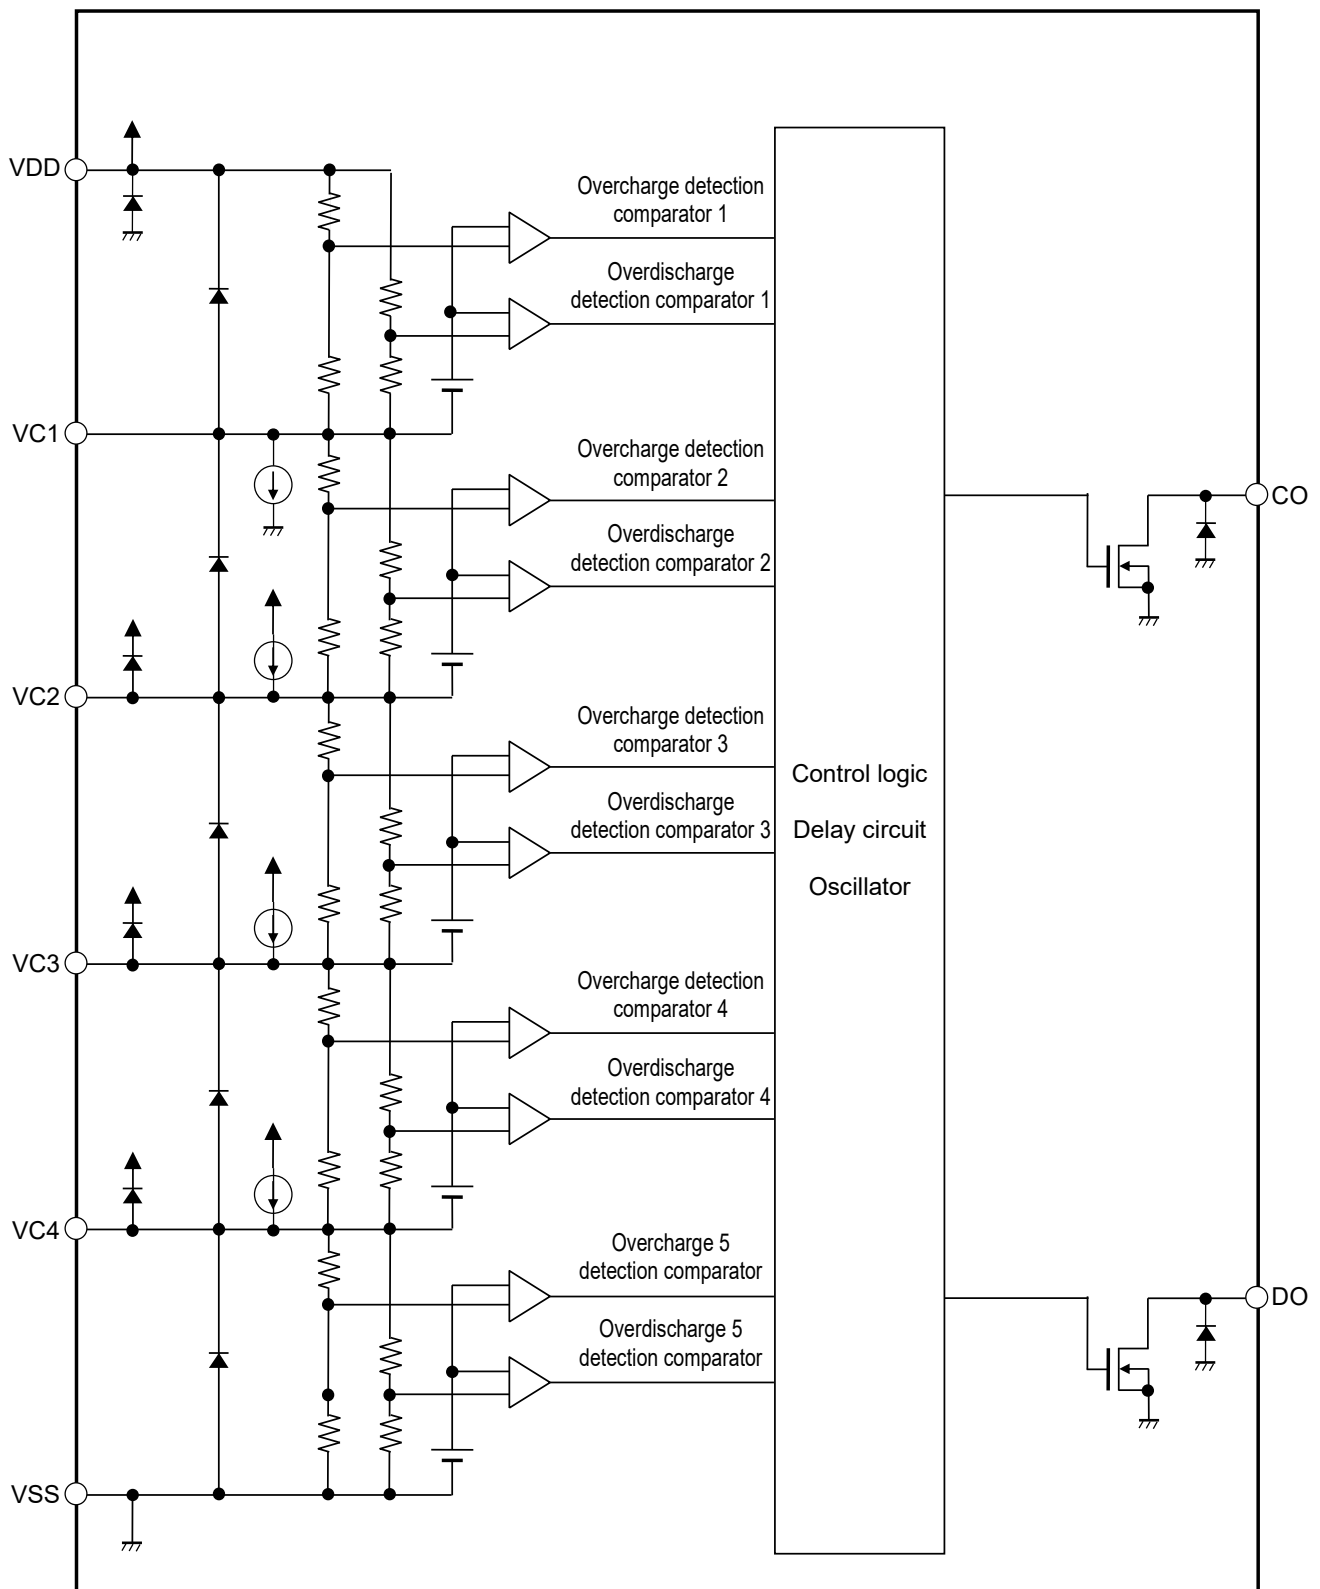 VDD
Overcharge detection
comparator 1
Overdischarge
detection comparator 1
VC1
Overcharge detection
comparator 2
CO
Overdischarge
detection comparator 2
VC2
Overcharge detection
comparator 3
Control logic
Overdischarge
detection comparator 3
Delay circuit
Oscillator
VC3
Overcharge detection
comparator 4
Overdischarge
detection comparator 4
VC4
Overcharge 5
detection comparator
DO
Overdischarge 5
detection comparator
VSS